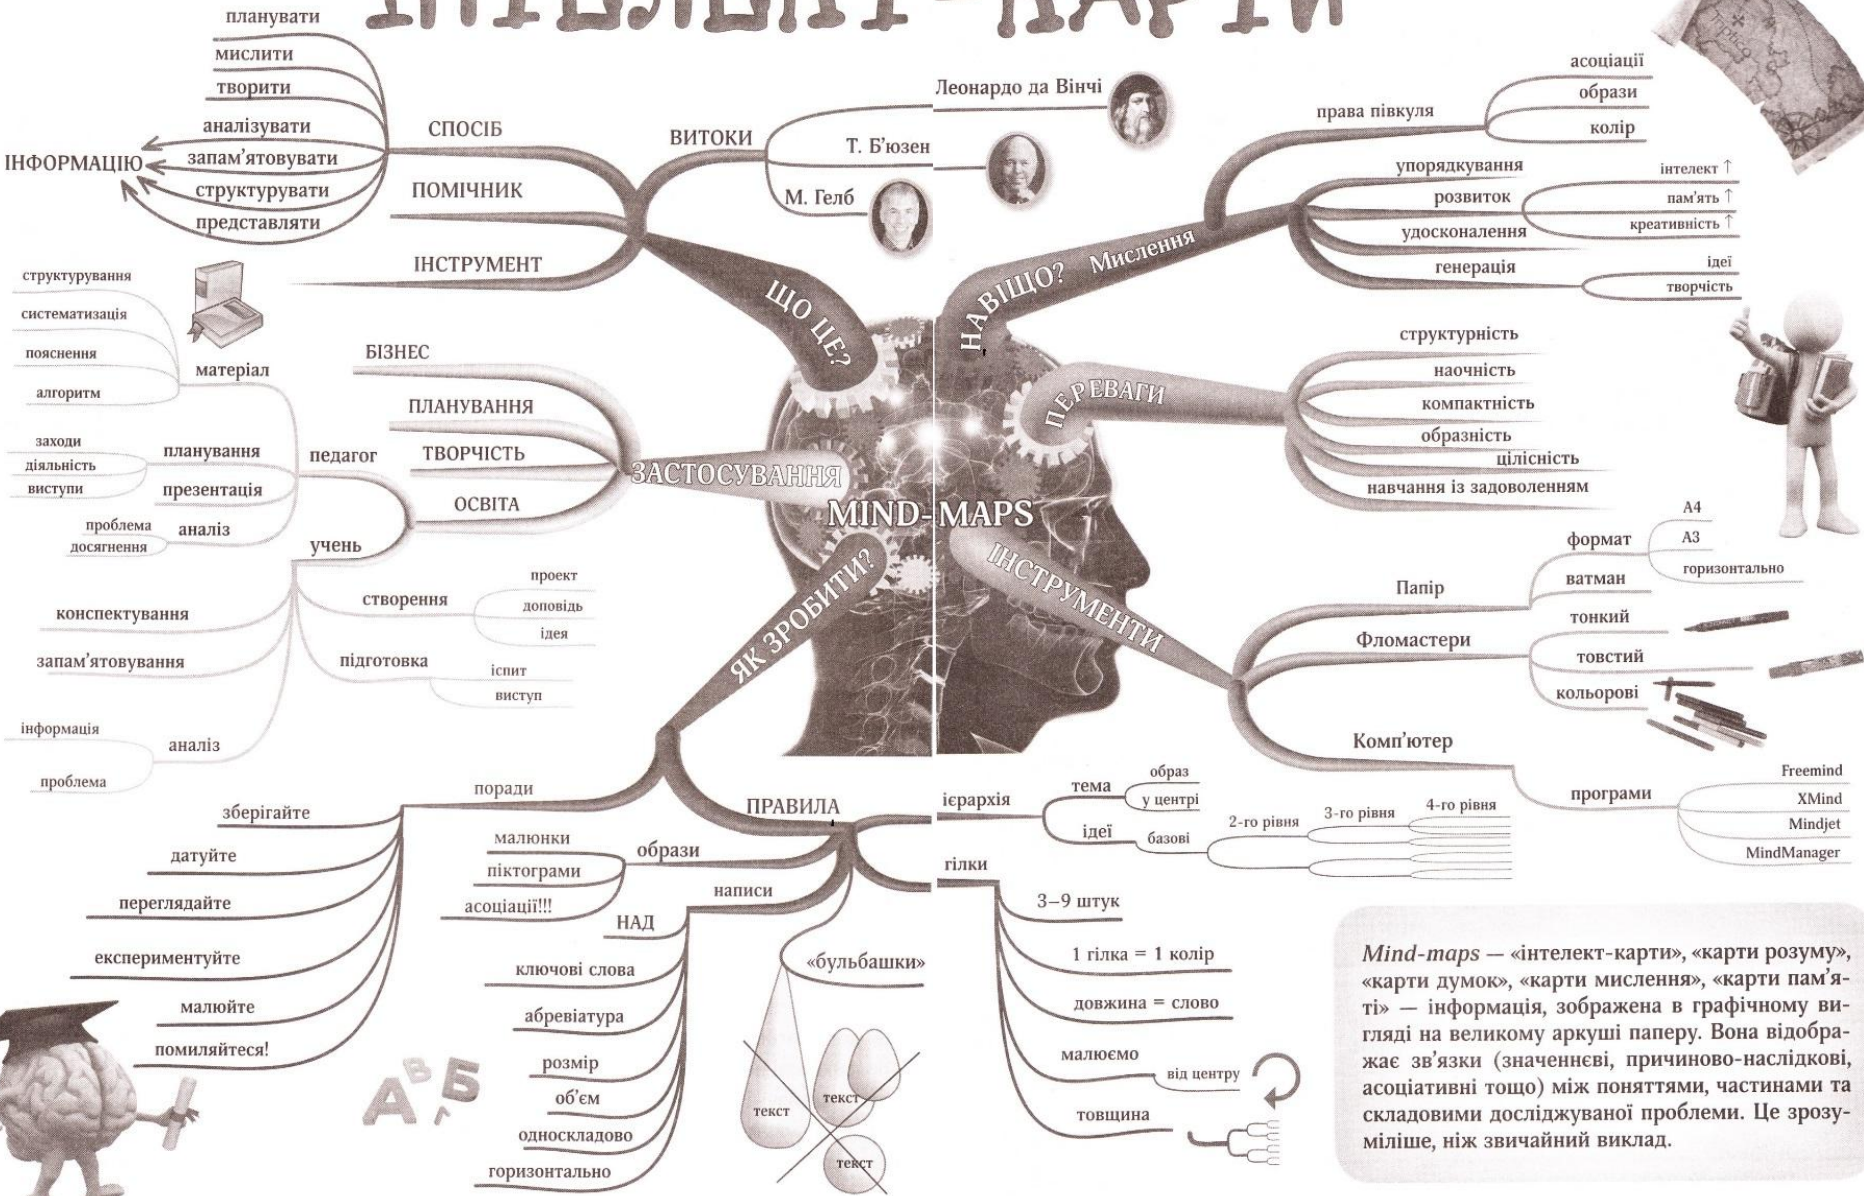 ІНТЕЛЕКТ-КАРТИ
MIND-MAPS
ЩО ЦЕ?
СПОСІБ
планувати
мислити
творити
аналізувати
запам'ятовувати
структурувати
представляти
ІНФОРМАЦІЮ
ПОМІЧНИК
ІНСТРУМЕНТ
ВИТОКИ
Леонардо да Вінчі
Т. Б'юзен
М. Гелб
НАВІЩО?
Мислення
права півкуля
асоціації
образи
колір
упорядкування
розвиток
інтелект ↑
пам'ять ↑
креативність ↑
удосконалення
генерація
ідеї
творчість
ПЕРЕВАГИ
структурність
наочність
компактність
образність
цілісність
навчання із задоволенням
ІНСТРУМЕНТИ
Папір
формат
А4
А3
горизонтально
ватман
Фломастери
тонкий
товстий
кольорові
Комп'ютер
програми
Freemind
XMind
Mindjet
MindManager
ЗАСТОСУВАННЯ
БІЗНЕС
ПЛАНУВАННЯ
ТВОРЧІСТЬ
ОСВІТА
педагог
матеріал
структурування
систематизація
пояснення
алгоритм
планування
заходи
діяльність
виступи
презентація
аналіз
проблема
досягнення
учень
створення
проект
доповідь
ідея
підготовка
іспит
виступ
конспектування
запам'ятовування
аналіз
інформація
проблема
ЯК ЗРОБИТИ?
поради
зберігайте
датуйте
переглядайте
експериментуйте
малюйте
помиляйтеся!
ПРАВИЛА
образи
малюнки
піктограми
асоціації!!!
написи
НАД
ключові слова
абревіатура
розмір
об'єм
односкладово
горизонтально
А В Б
«бульбашки»
текст
текст
текст
ієрархія
тема
образ
у центрі
ідеї
базові
2-го рівня
3-го рівня
4-го рівня
гілки
3–9 штук
1 гілка = 1 колір
довжина = слово
малюємо
від центру
товщина
Mind-maps — «інтелект-карти», «карти розуму»,
«карти думок», «карти мислення», «карти пам'я-
ті» — інформація, зображена в графічному ви-
гляді на великому аркуші паперу. Вона відобра-
жає зв'язки (значеннєві, причиново-наслідкові,
асоціативні тощо) між поняттями, частинами та
складовими досліджуваної проблеми. Це зрозу-
міліше, ніж звичайний виклад.